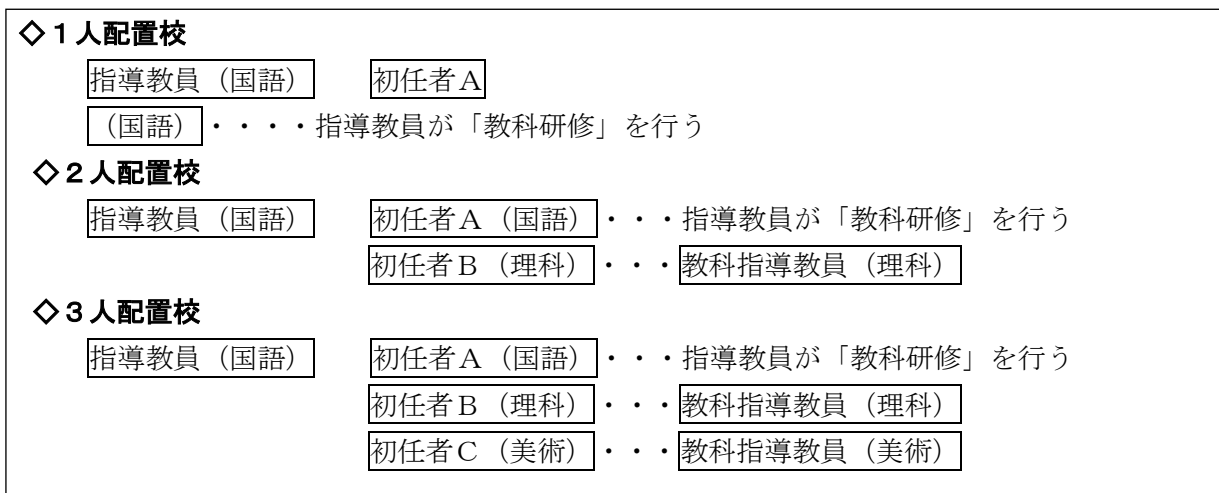 ◇１人配置校
指導教員（国語）　初任者Ａ
（国語）・・・・指導教員が「教科研修」を行う
◇２人配置校
指導教員（国語）　初任者Ａ（国語）・・・指導教員が「教科研修」を行う
初任者Ｂ（理科）・・・教科指導教員（理科）
◇３人配置校
指導教員（国語）　初任者Ａ（国語）・・・指導教員が「教科研修」を行う
初任者Ｂ（理科）・・・教科指導教員（理科）
初任者Ｃ（美術）・・・教科指導教員（美術）